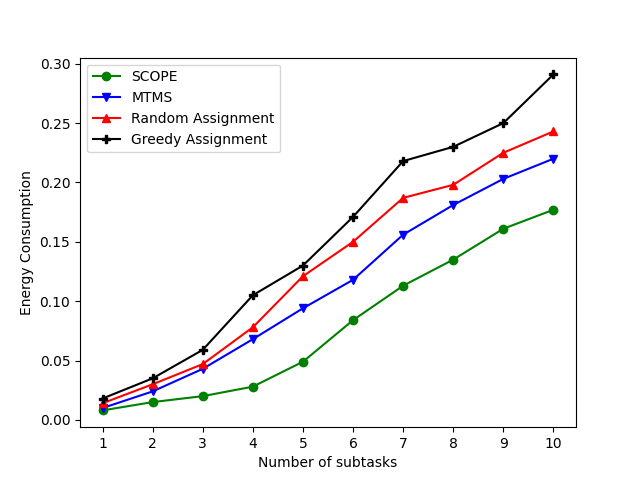 SCOPE
MTMS
Random Assignment
Greedy Assignment
Energy Consumption
0.30
0.25
0.20
0.15
0.10
0.05
0.00
1 2 3 4 5 6 7 8 9 10
Number of subtasks